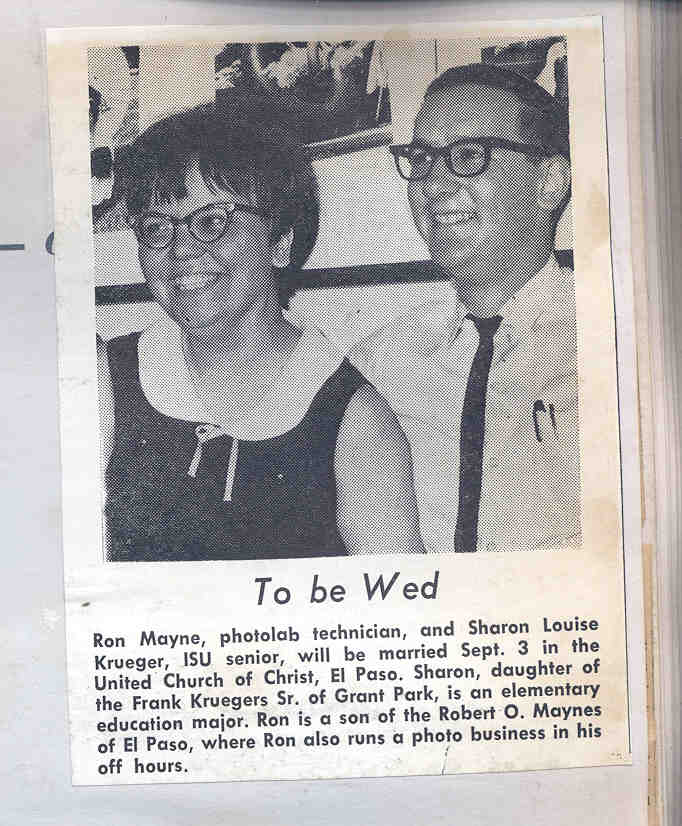 To be Wed
Ron Mayne, photolab technician, and Sharon Louise
Krueger, ISU senior, will be married Sept. 3 in the
United Church of Christ, El Paso. Sharon, daughter of
the Frank Kruegers Sr. of Grant Park, is an elementary
education major. Ron is a son of the Robert O. Maynes
of El Paso, where Ron also runs a photo business in his
off hours.